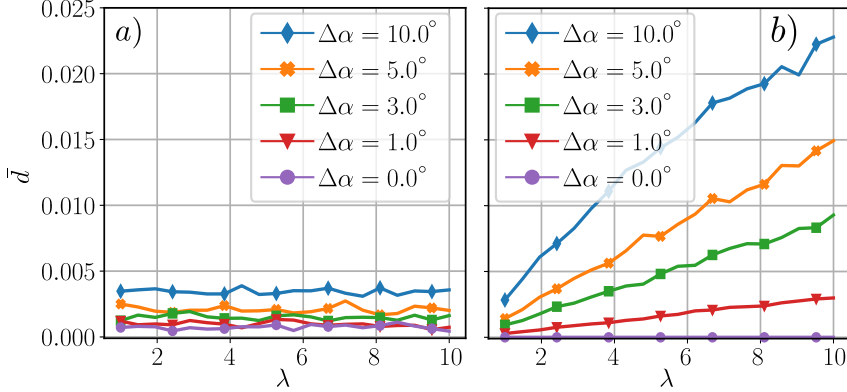 a)
Δα = 10.0°
Δα = 5.0°
Δα = 3.0°
Δα = 1.0°
Δα = 0.0°
0.025
0.020
0.015
0.010
0.005
0.000
d̄
2 4 6 8 10
λ
b)
Δα = 10.0°
Δα = 5.0°
Δα = 3.0°
Δα = 1.0°
Δα = 0.0°
2 4 6 8 10
λ